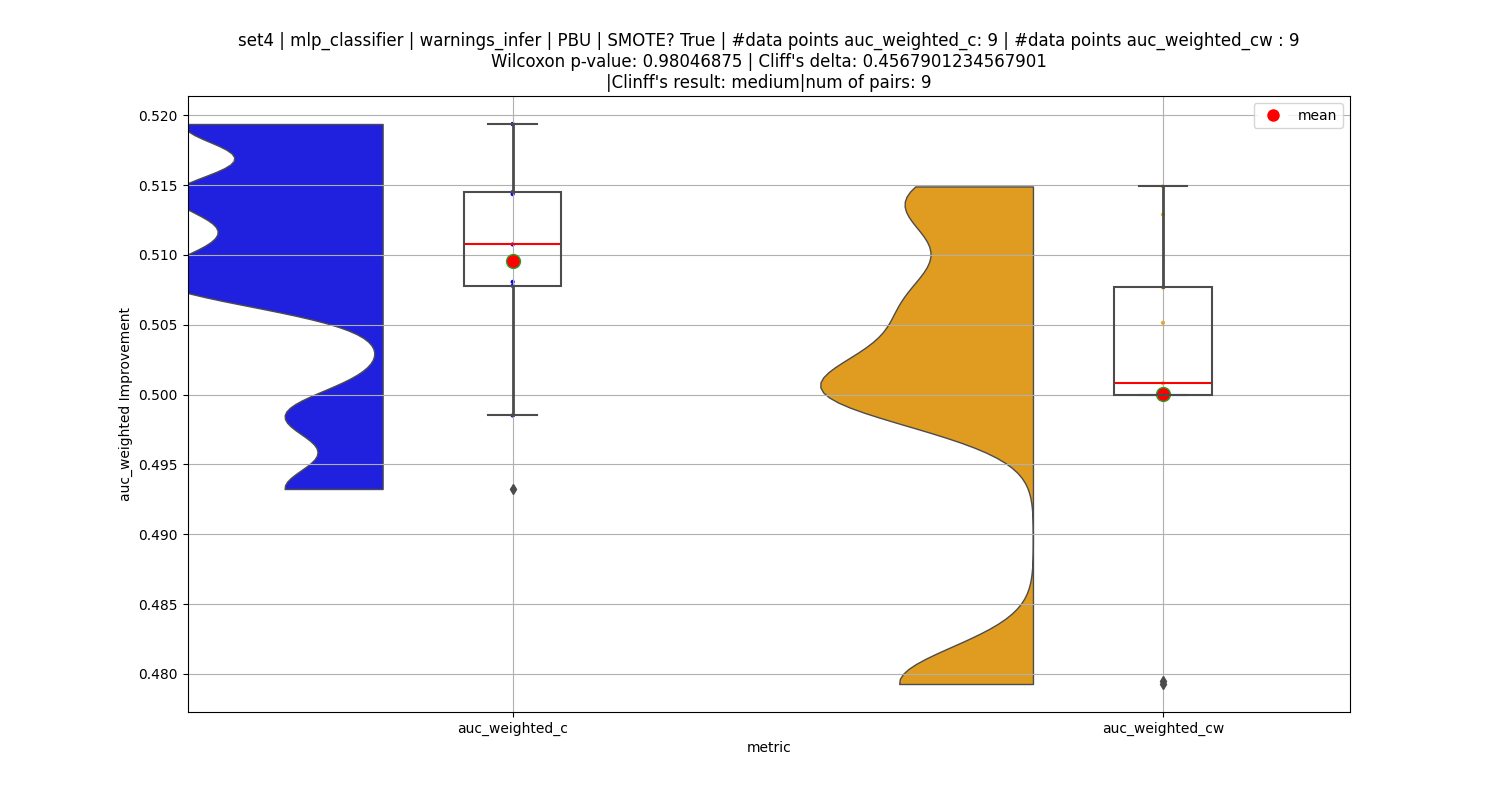 set4 | mlp_classifier | warnings_infer | PBU | SMOTE? True | #data points auc_weighted_c: 9 | #data points auc_weighted_cw : 9
Wilcoxon p-value: 0.98046875 | Cliff's delta: 0.4567901234567901
|Clinff's result: medium|num of pairs: 9
mean
0.520
0.515
0.510
0.505
0.500
0.495
0.490
0.485
0.480
auc_weighted Improvement
auc_weighted_c
auc_weighted_cw
metric